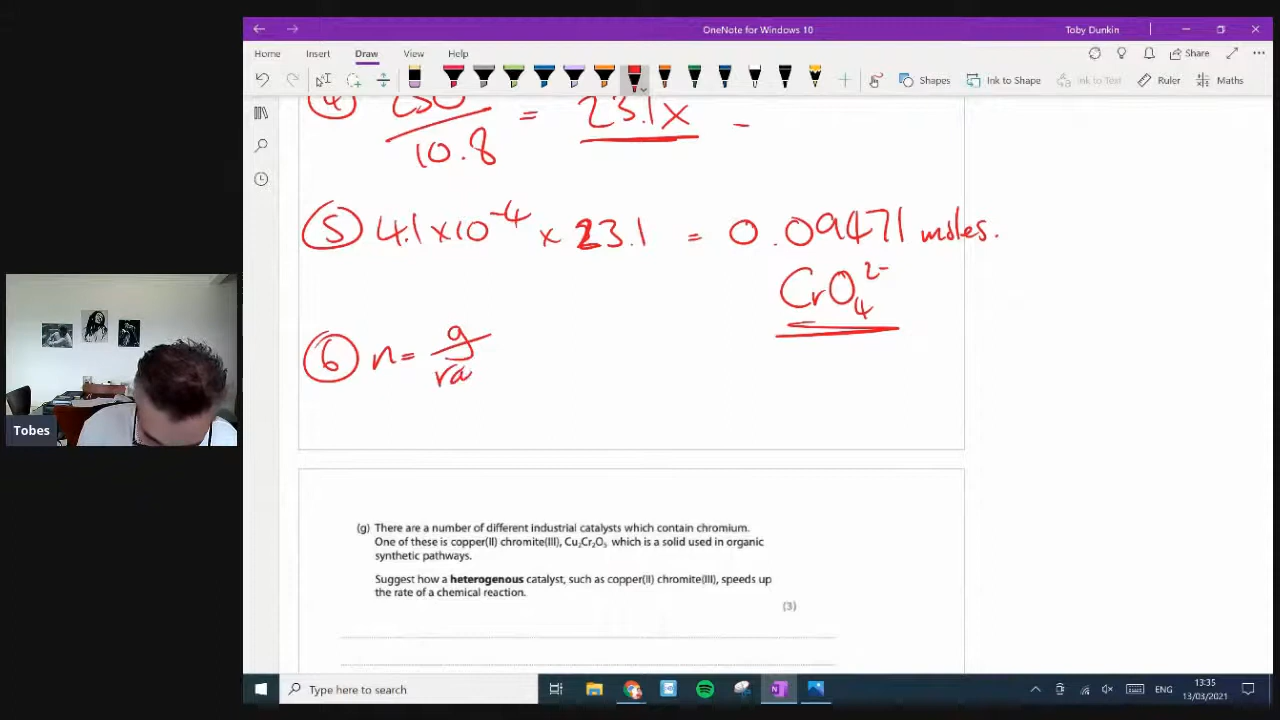 OneNote for Windows 10
Toby Dunkin
Home Insert Draw View Help
Share
Shapes Ink to Shape Ink to Text Ruler Maths
④ 250/10.8 = 23.1x -
⑤ 4.1x10⁻⁴ x 23.1 = 0.09471 moles.
CrO₄²⁻
⑥ n = g/ra
Tobes
(g) There are a number of different industrial catalysts which contain chromium.
One of these is copper(II) chromite(III), Cu₂Cr₂O₅ which is a solid used in organic
synthetic pathways.
Suggest how a heterogenous catalyst, such as copper(II) chromite(III), speeds up
the rate of a chemical reaction.
(3)
Type here to search
ENG
13:35
13/03/2021